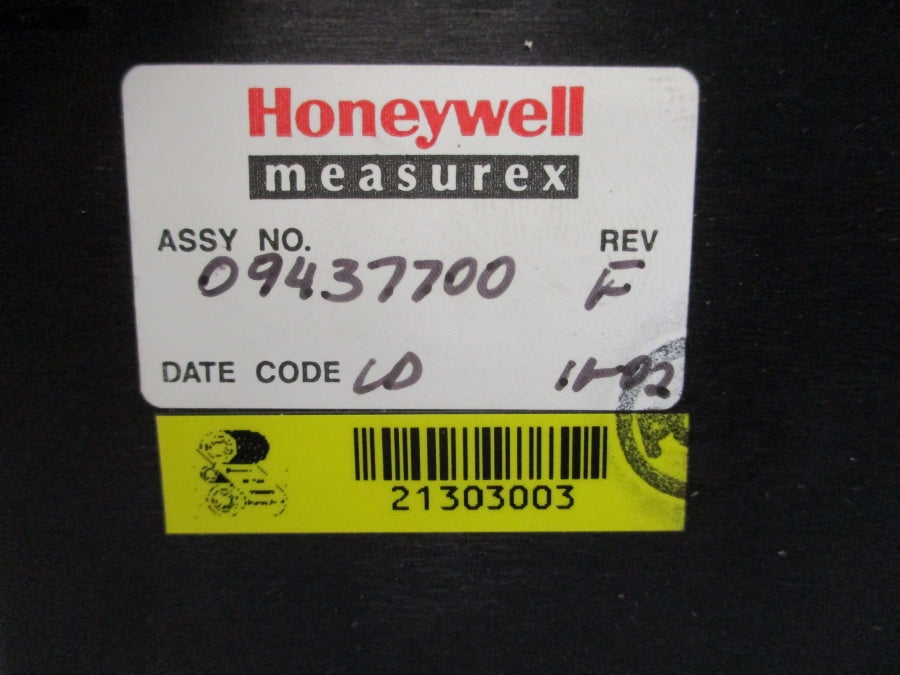 Honeywell
measurex
ASSY NO. REV
09437700 F
DATE CODE LD 11-02
21303003